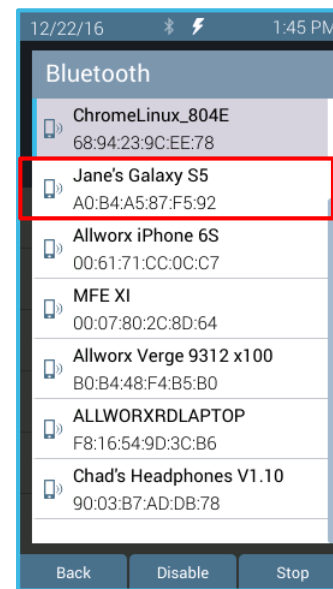 12/22/16 1:45 PM
Bluetooth
ChromeLinux_804E
68:94:23:9C:EE:78
Jane's Galaxy S5
A0:B4:A5:87:F5:92
Allworx iPhone 6S
00:61:71:CC:0C:C7
MFE XI
00:07:80:2C:8D:64
Allworx Verge 9312 x100
B0:B4:48:F4:B5:B0
ALLWORXRDLAPTOP
F8:16:54:9D:3C:B6
Chad's Headphones V1.10
90:03:B7:AD:DB:78
Back Disable Stop